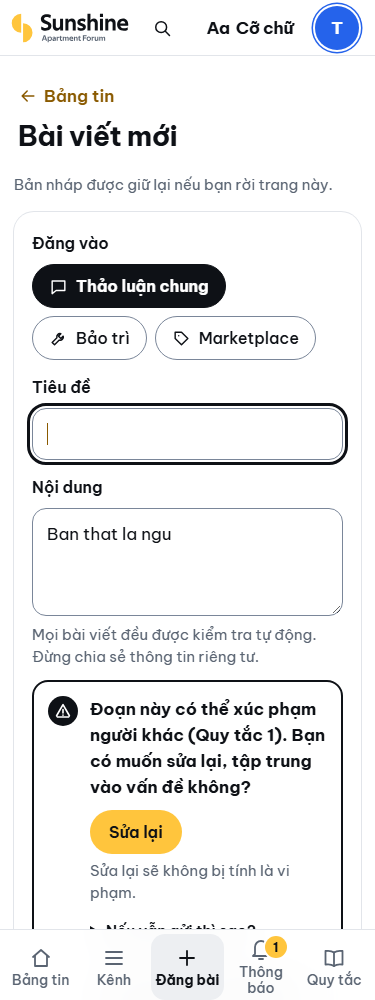 Sunshine
Apartment Forum
Aa Cỡ chữ
T
← Bảng tin
Bài viết mới
Bản nháp được giữ lại nếu bạn rời trang này.
Đăng vào
Thảo luận chung
Bảo trì
Marketplace
Tiêu đề
Nội dung
Ban that la ngu
Mọi bài viết đều được kiểm tra tự động.
Đừng chia sẻ thông tin riêng tư.
Đoạn này có thể xúc phạm
người khác (Quy tắc 1). Bạn
có muốn sửa lại, tập trung
vào vấn đề không?
Sửa lại
Sửa lại sẽ không bị tính là vi
phạm.
Nếu vẫn gửi thì sao?
Bảng tin
Kênh
Đăng bài
1
Thông
báo
Quy tắc